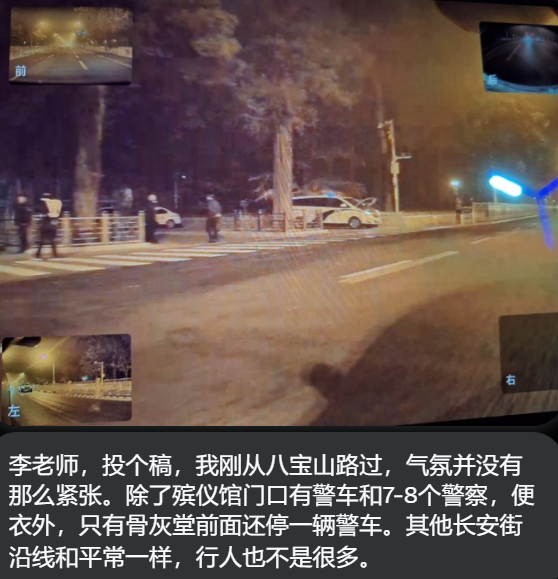 前
后
左
右
李老师，投个稿，我刚从八宝山路过，气氛并没有
那么紧张。除了殡仪馆门口有警车和7-8个警察，便
衣外，只有骨灰堂前面还停一辆警车。其他长安街
沿线和平常一样，行人也不是很多。